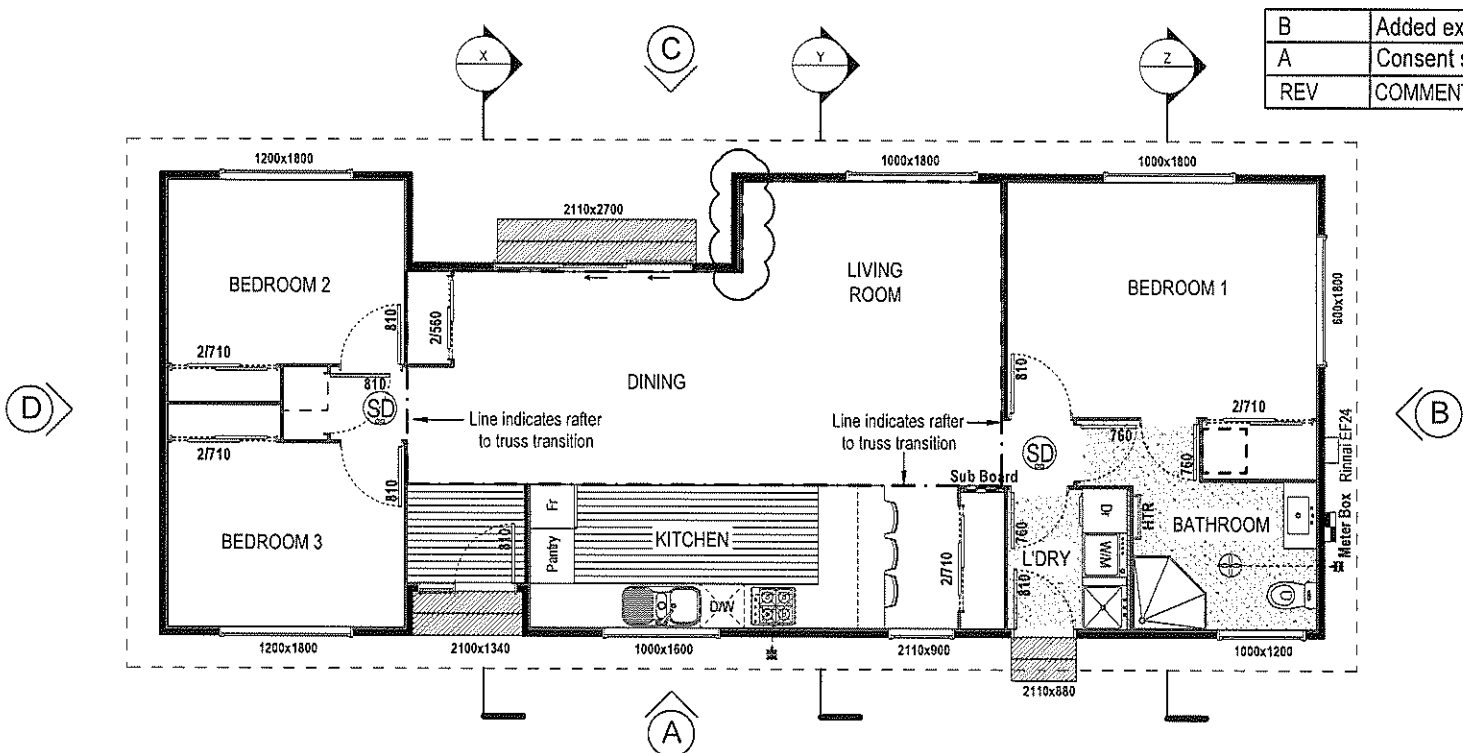 B Added ex
A Consent s
REV COMMENT
X
C
Y
Z
1200x1800
1000x1800
1000x1800
2110x2700
BEDROOM 2
LIVING
ROOM
BEDROOM 1
600x1800
810
2/560
2/710
810
DINING
810
D
SD
Line indicates rafter
to truss transition
Line indicates rafter
to truss transition
2/710
B
760
760
SD
Rinnai EF24
2/710
810
Sub Board
Fr
Dr
HTR
BATHROOM
Meter Box
BEDROOM 3
810
Pantry
KITCHEN
2/710
760
L'DRY
W/M
810
D/W
1200x1800
2100x1340
1000x1600
2110x900
2110x880
1000x1200
A